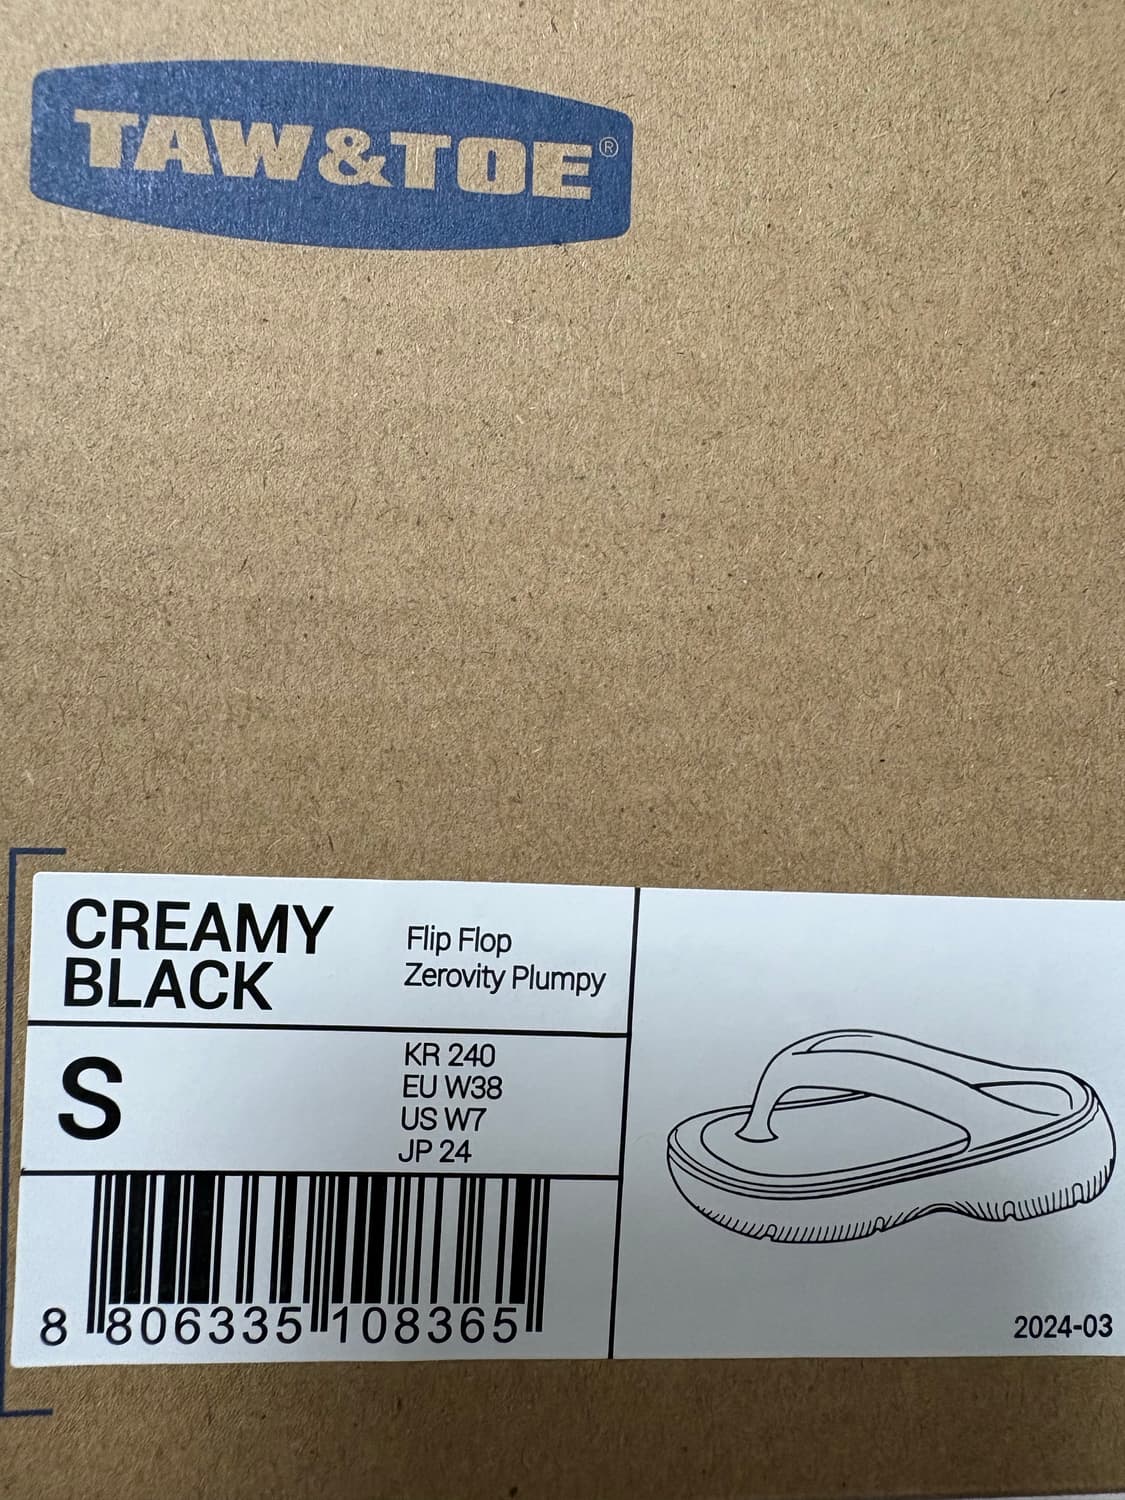 TAW&TOE®
CREAMY
BLACK
Flip Flop
Zerovity Plumpy
S
KR 240
EU W38
US W7
JP 24
8 806335 108365
2024-03